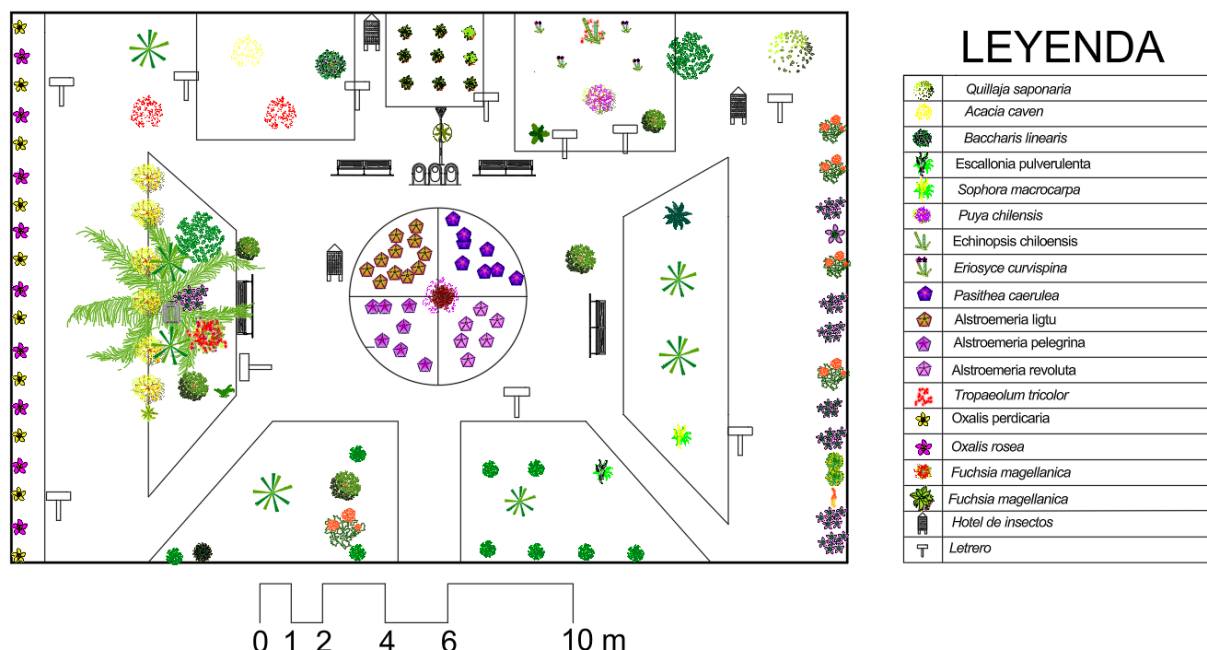 LEYENDA
Quillaja saponaria
Acacia caven
Baccharis linearis
Escallonia pulverulenta
Sophora macrocarpa
Puya chilensis
Echinopsis chiloensis
Eriosyce curvispina
Pasithea caerulea
Alstroemeria ligtu
Alstroemeria pelegrina
Alstroemeria revoluta
Tropaeolum tricolor
Oxalis perdicaria
Oxalis rosea
Fuchsia magellanica
Fuchsia magellanica
Hotel de insectos
Letrero
0 1 2 4 6 10 m